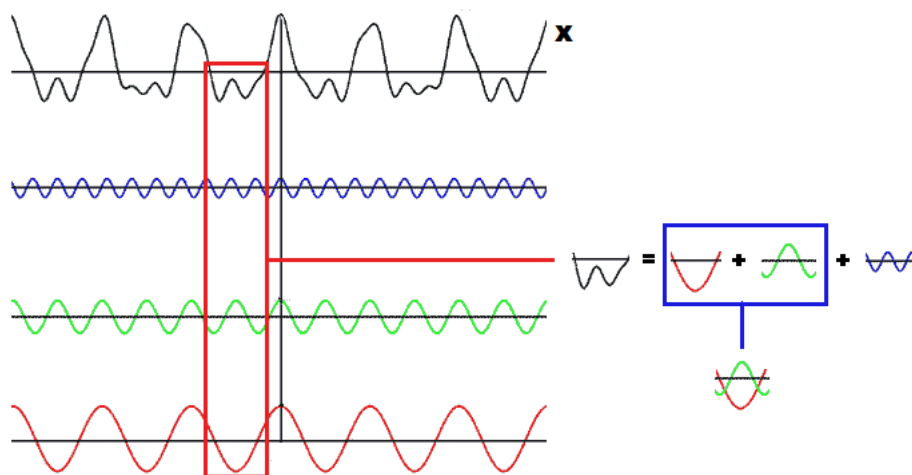 x
= + +